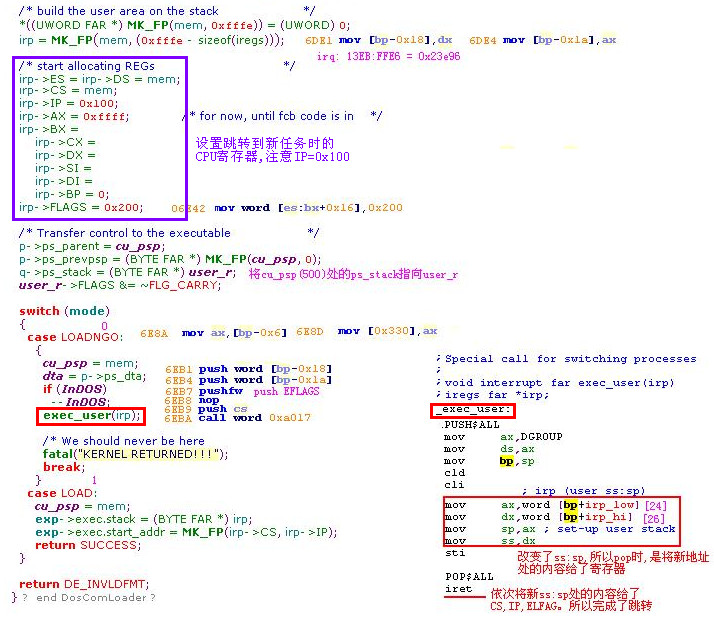 /* build the user area on the stack */
*((UWORD FAR *) MK_FP(mem, 0xfffe)) = (UWORD) 0;
irp = MK_FP(mem, (0xfffe - sizeof(iregs))); 6DE1 mov [bp-0x18],dx 6DE4 mov [bp-0x1a],ax
irq: 13EB:FFE6 = 0x23e96
/* start allocating REGs */
irp->ES = irp->DS = mem;
irp->CS = mem;
irp->IP = 0x100;
irp->AX = 0xffff; /* for now, until fcb code is in */
irp->BX =
irp->CX =
irp->DX =
irp->SI =
irp->DI =
irp->BP = 0;
irp->FLAGS = 0x200; 06E42 mov word [es:bx+0x16],0x200
设置跳转到新任务时的
CPU寄存器,注意IP=0x100
/* Transfer control to the executable */
p->ps_parent = cu_psp;
p->ps_prevpsp = (BYTE FAR *) MK_FP(cu_psp, 0);
q->ps_stack = (BYTE FAR *) user_r; 将cu_psp(500)处的ps_stack指向user_r
user_r->FLAGS &= ~FLG_CARRY;
switch (mode)
{ 0
case LOADNGO: 6E8A mov ax,[bp-0x6] 6E8D mov [0x330],ax
{
cu_psp = mem;
dta = p->ps_dta;
if (InDOS)
--InDOS;
exec_user(irp);
6EB1 push word [bp-0x18]
6EB4 push word [bp-0x1a]
6EB7 pushfw push EFLAGS
6EB8 nop
6EB9 push cs
6EBA call word 0xa017
/* We should never be here */
fatal("KERNEL RETURNED!!!");
break;
} 1
case LOAD:
cu_psp = mem;
exp->exec.stack = (BYTE FAR *) irp;
exp->exec.start_addr = MK_FP(irp->CS, irp->IP);
return SUCCESS;
}
return DE_INVLDFMT;
} ? end DosComLoader ?
; Special call for switching processes
;
;void interrupt far exec_user(irp)
;iregs far *irp;
_exec_user:
PUSH$ALL
mov ax,DGROUP
mov ds,ax
mov bp,sp
cld
cli
; irp (user ss:sp)
mov ax,word [bp+irp_low] [24]
mov dx,word [bp+irp_hi] [26]
mov sp,ax ; set-up user stack
mov ss,dx
sti
改变了ss:sp,所以pop时,是将新地址
处的内容给了寄存器
POP$ALL
iret
依次将新ss:sp处的内容给了
CS,IP,ELFAG。所以完成了跳转